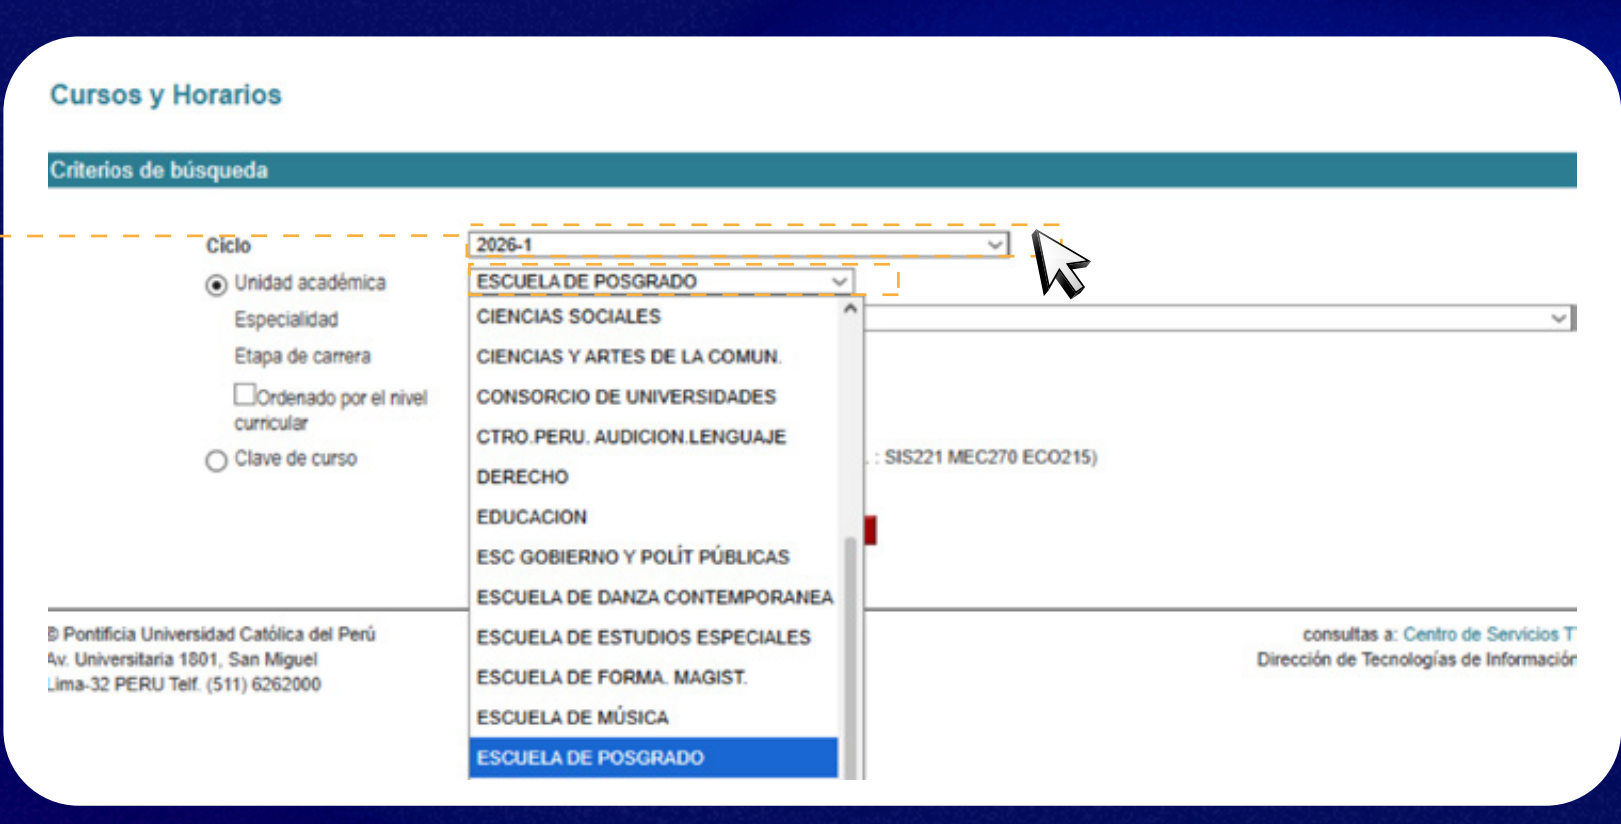 Cursos y Horarios
Criterios de búsqueda
Ciclo
2026-1
Unidad académica
ESCUELA DE POSGRADO
Especialidad
Etapa de carrera
Ordenado por el nivel
curricular
Clave de curso
CIENCIAS SOCIALES
CIENCIAS Y ARTES DE LA COMUN.
CONSORCIO DE UNIVERSIDADES
CTRO.PERU. AUDICION.LENGUAJE
DERECHO
EDUCACION
ESC GOBIERNO Y POLÍT PÚBLICAS
ESCUELA DE DANZA CONTEMPORANEA
ESCUELA DE ESTUDIOS ESPECIALES
ESCUELA DE FORMA. MAGIST.
ESCUELA DE MÚSICA
ESCUELA DE POSGRADO
. : SIS221 MEC270 ECO215)
© Pontificia Universidad Católica del Perú
Av. Universitaria 1801, San Miguel
Lima-32 PERU Telf. (511) 6262000
consultas a: Centro de Servicios
Dirección de Tecnologías de Información